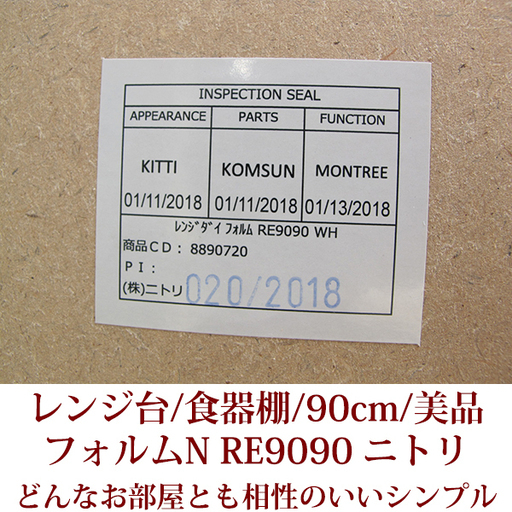 INSPECTION SEAL
APPEARANCE PARTS FUNCTION
KITTI KOMSUN MONTREE
01/11/2018 01/11/2018 01/13/2018
ﾚﾝｼﾞﾀﾞｲ ﾌｫﾙﾑ RE9090 WH
商品ＣＤ： 8890720
ＰＩ：
(株)ニトリ 020/2018
レンジ台/食器棚/90cm/美品
フォルムN RE9090 ニトリ
どんなお部屋とも相性のいいシンプル